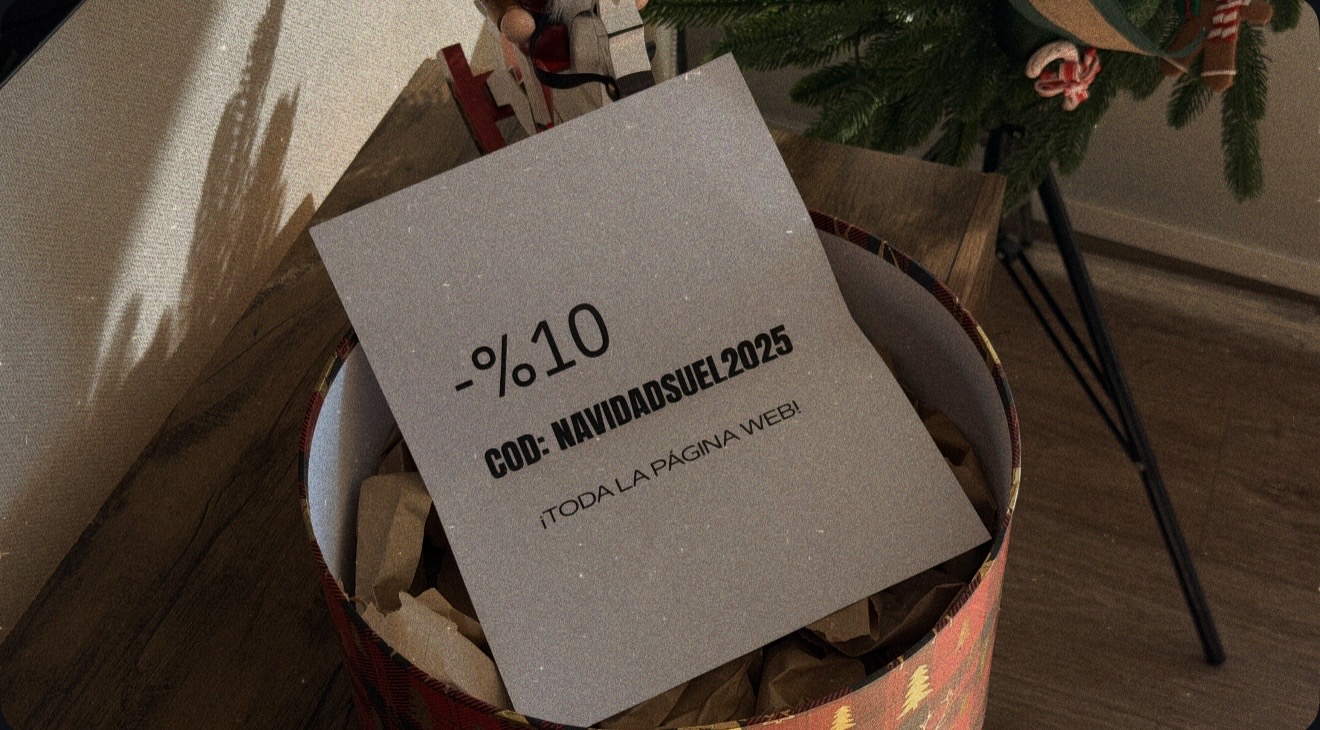 -%10
COD: NAVIDADSUEL2025
¡TODA LA PÁGINA WEB!